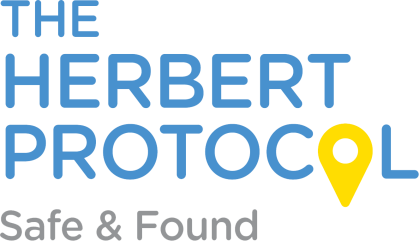 THE
HERBERT
PROTOCOL
Safe & Found